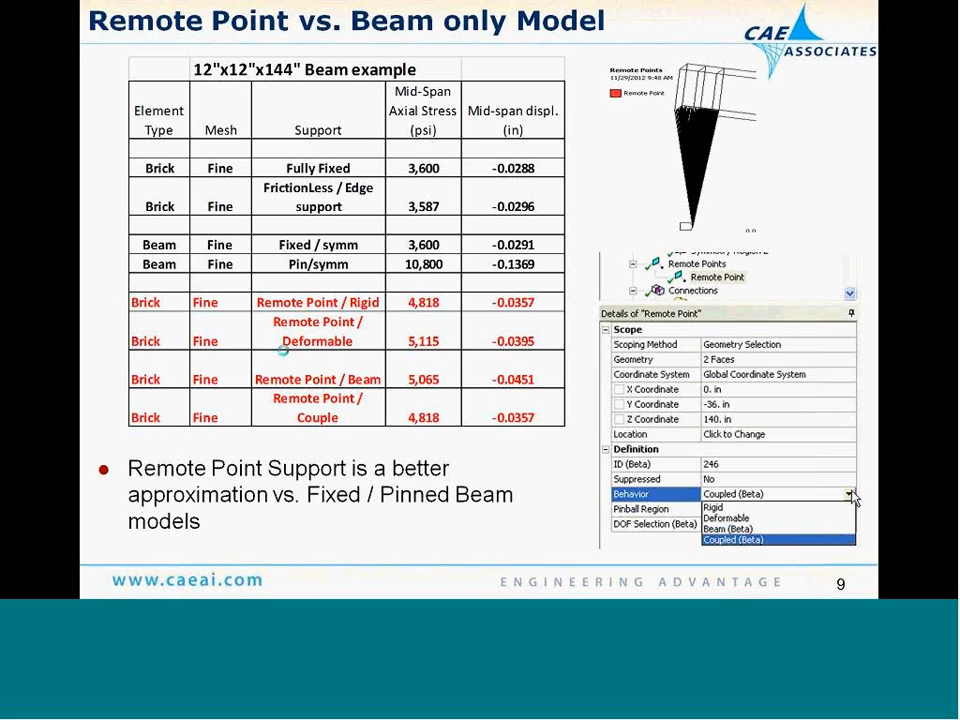 Remote Point vs. Beam only Model
CAE
ASSOCIATES
12"x12"x144" Beam example
Element Type Mesh Support Mid-Span Axial Stress (psi) Mid-span displ. (in)
Brick Fine Fully Fixed 3,600 -0.0288
Brick Fine FrictionLess / Edge support 3,587 -0.0296
Beam Fine Fixed / symm 3,600 -0.0291
Beam Fine Pin/symm 10,800 -0.1369
Brick Fine Remote Point / Rigid 4,818 -0.0357
Brick Fine Remote Point / Deformable 5,115 -0.0395
Brick Fine Remote Point / Beam 5,065 -0.0451
Brick Fine Remote Point / Couple 4,818 -0.0357
Remote Points
11/29/2012 9:48 AM
Remote Point
Remote Points
Remote Point
Connections
Details of "Remote Point"
Scope
Scoping Method Geometry Selection
Geometry 2 Faces
Coordinate System Global Coordinate System
X Coordinate 0. in
Y Coordinate -36. in
Z Coordinate 140. in
Location Click to Change
Definition
ID (Beta) 246
Suppressed No
Behavior Coupled (Beta)
Pinball Region Rigid
Deformable
DOF Selection (Beta) Beam (Beta)
Coupled (Beta)
● Remote Point Support is a better
approximation vs. Fixed / Pinned Beam
models
www.caeai.com
ENGINEERING ADVANTAGE
9